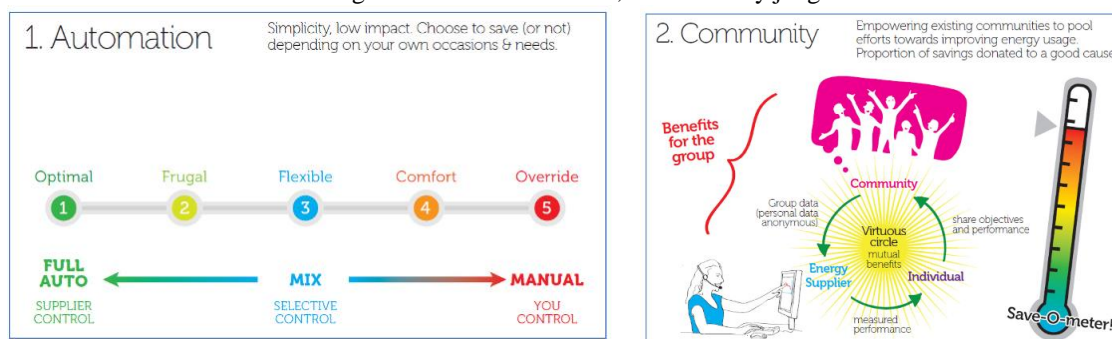 1. Automation
Simplicity, low impact. Choose to save (or not)
depending on your own occasions & needs.
Optimal
Frugal
Flexible
Comfort
Override
1
2
3
4
5
FULL
AUTO
MIX
MANUAL
SUPPLIER
CONTROL
SELECTIVE
CONTROL
YOU
CONTROL
2. Community
Empowering existing communities to pool
efforts towards improving energy usage.
Proportion of savings donated to a good cause
Benefits
for the
group
Community
Group data
(personal data
anonymous)
share objectives
and performance
Virtuous
circle
mutual
benefits
Energy
Supplier
Individual
measured
performance
Save-O-meter!